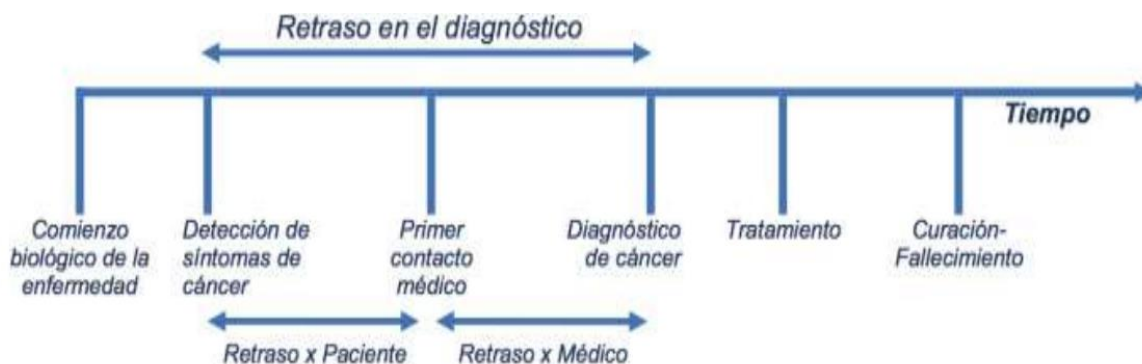 Retraso en el diagnóstico
Tiempo
Comienzo
biológico de la
enfermedad
Detección de
síntomas de
cáncer
Primer
contacto
médico
Diagnóstico
de cáncer
Tratamiento
Curación-
Fallecimiento
Retraso x Paciente
Retraso x Médico